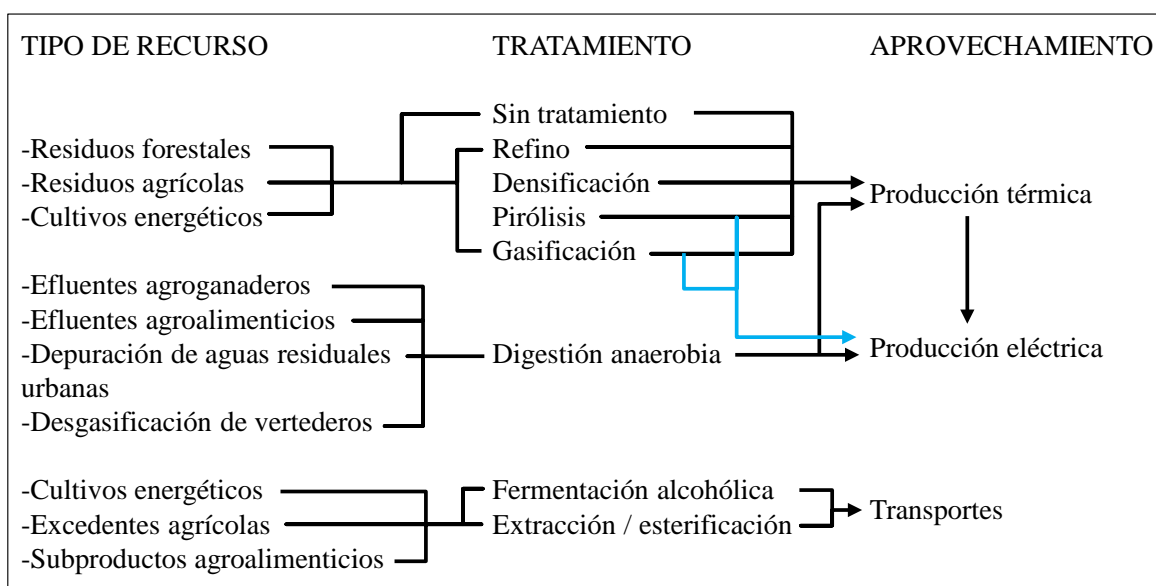 TIPO DE RECURSO
TRATAMIENTO
APROVECHAMIENTO
-Residuos forestales
-Residuos agrícolas
-Cultivos energéticos
Sin tratamiento
Refino
Densificación
Pirólisis
Gasificación
Producción térmica
-Efluentes agroganaderos
-Efluentes agroalimenticios
-Depuración de aguas residuales
urbanas
-Desgasificación de vertederos
Digestión anaerobia
Producción eléctrica
-Cultivos energéticos
-Excedentes agrícolas
-Subproductos agroalimenticios
Fermentación alcohólica
Extracción / esterificación
Transportes